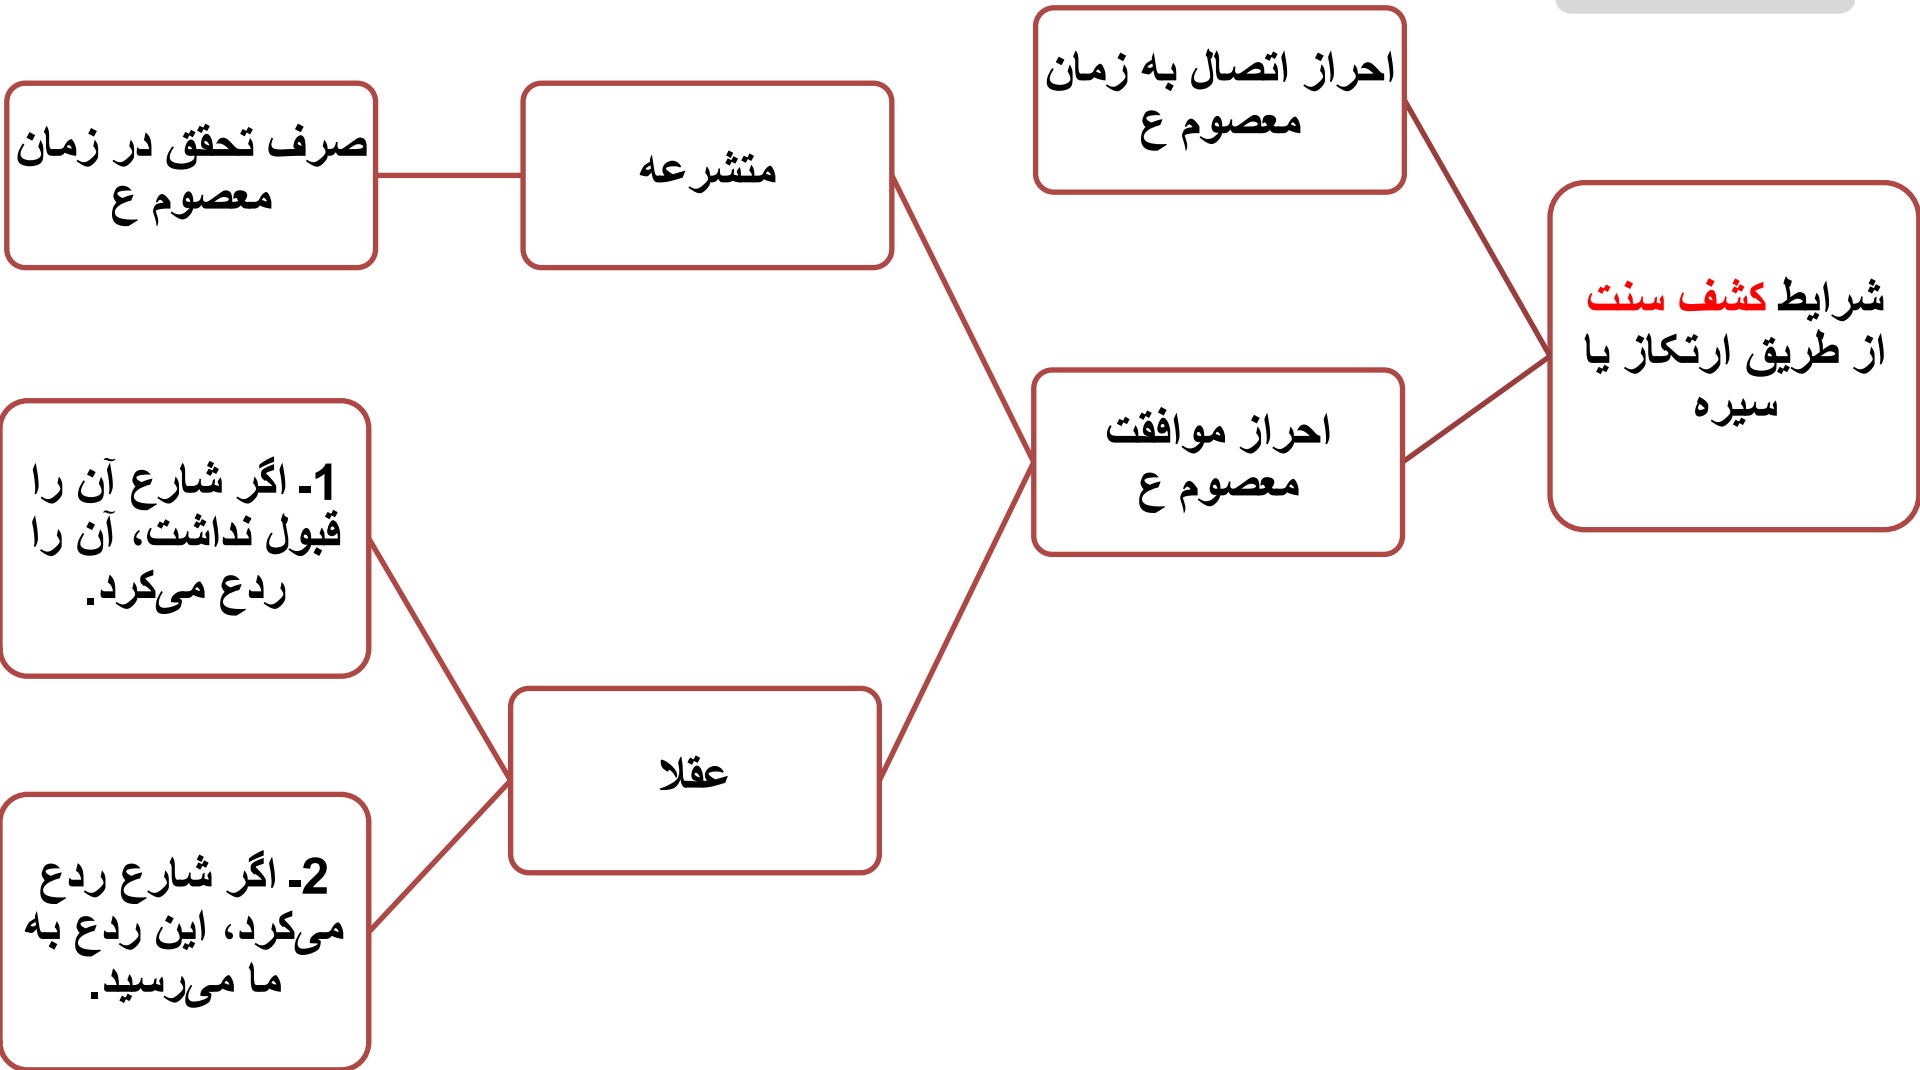 شرایط کشف سنت
از طریق ارتکاز یا
سیره
احراز اتصال به زمان
معصوم ع
احراز موافقت
معصوم ع
متشرعه
صرف تحقق در زمان
معصوم ع
عقلا
1- اگر شارع آن را
قبول نداشت، آن را
ردع می‌کرد.
2- اگر شارع ردع
می‌کرد، این ردع به
ما می‌رسید.